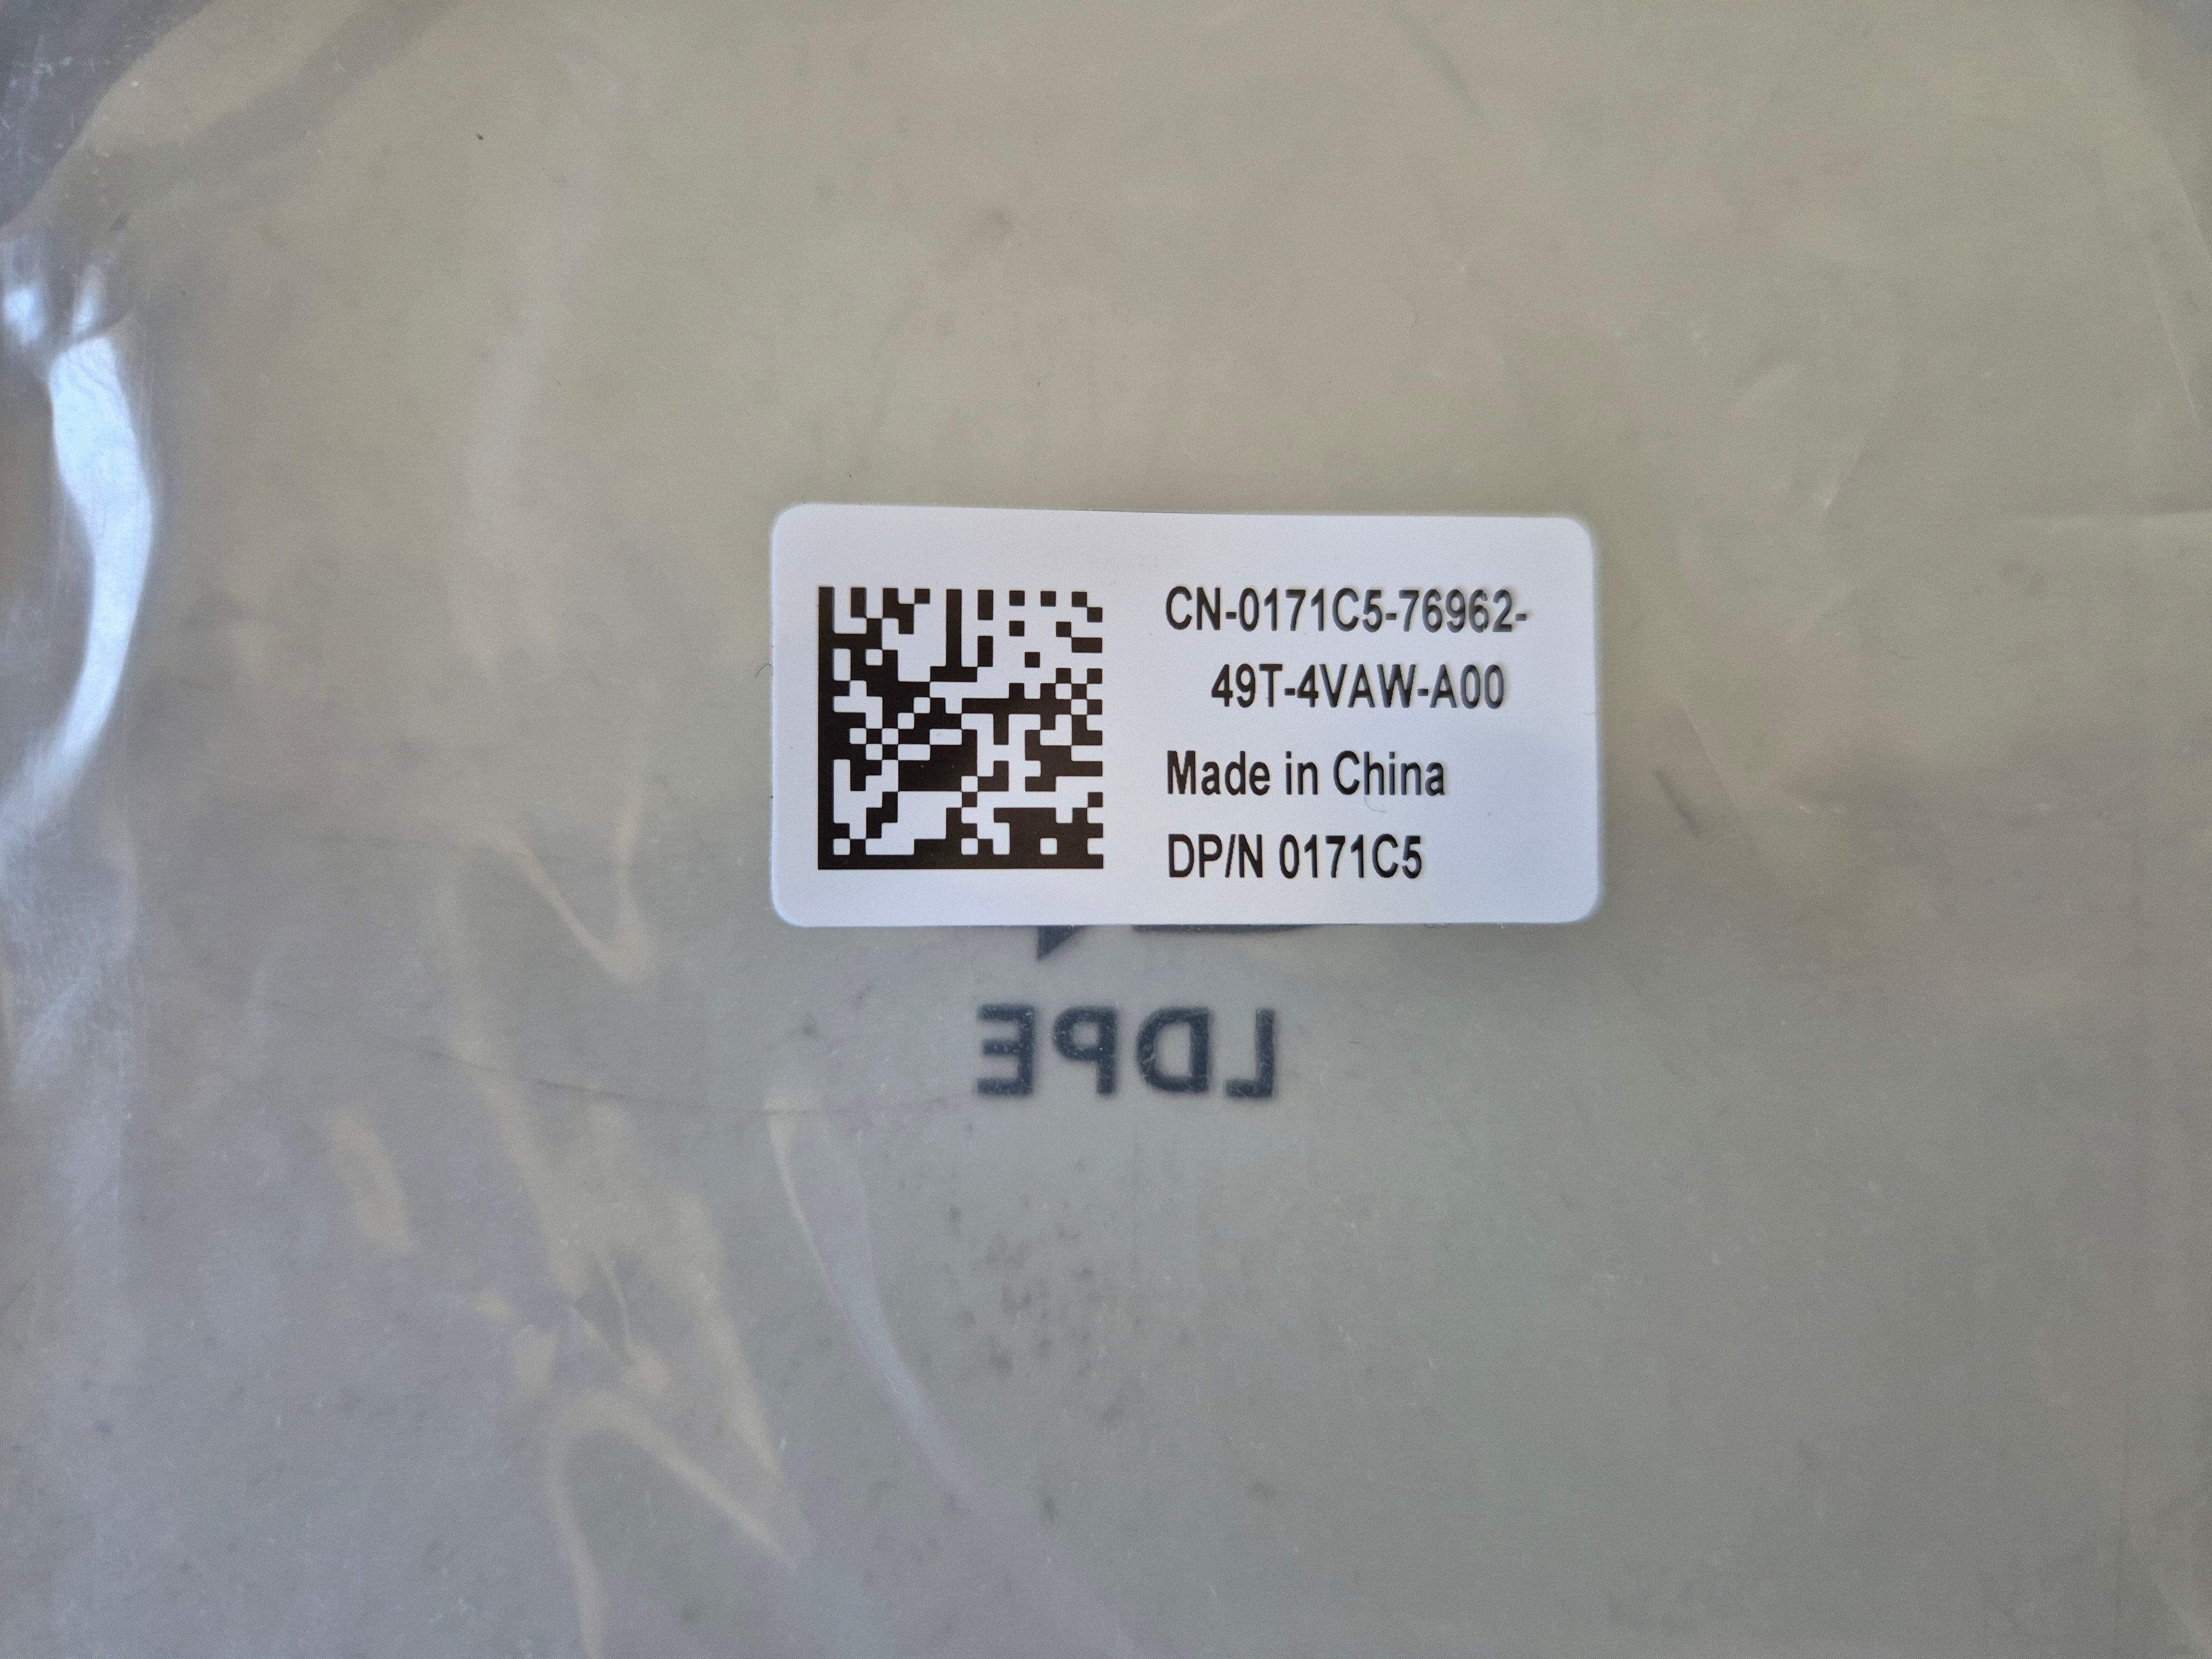 CN-0171C5-76962-
49T-4VAW-A00
Made in China
DP/N 0171C5
LDPE